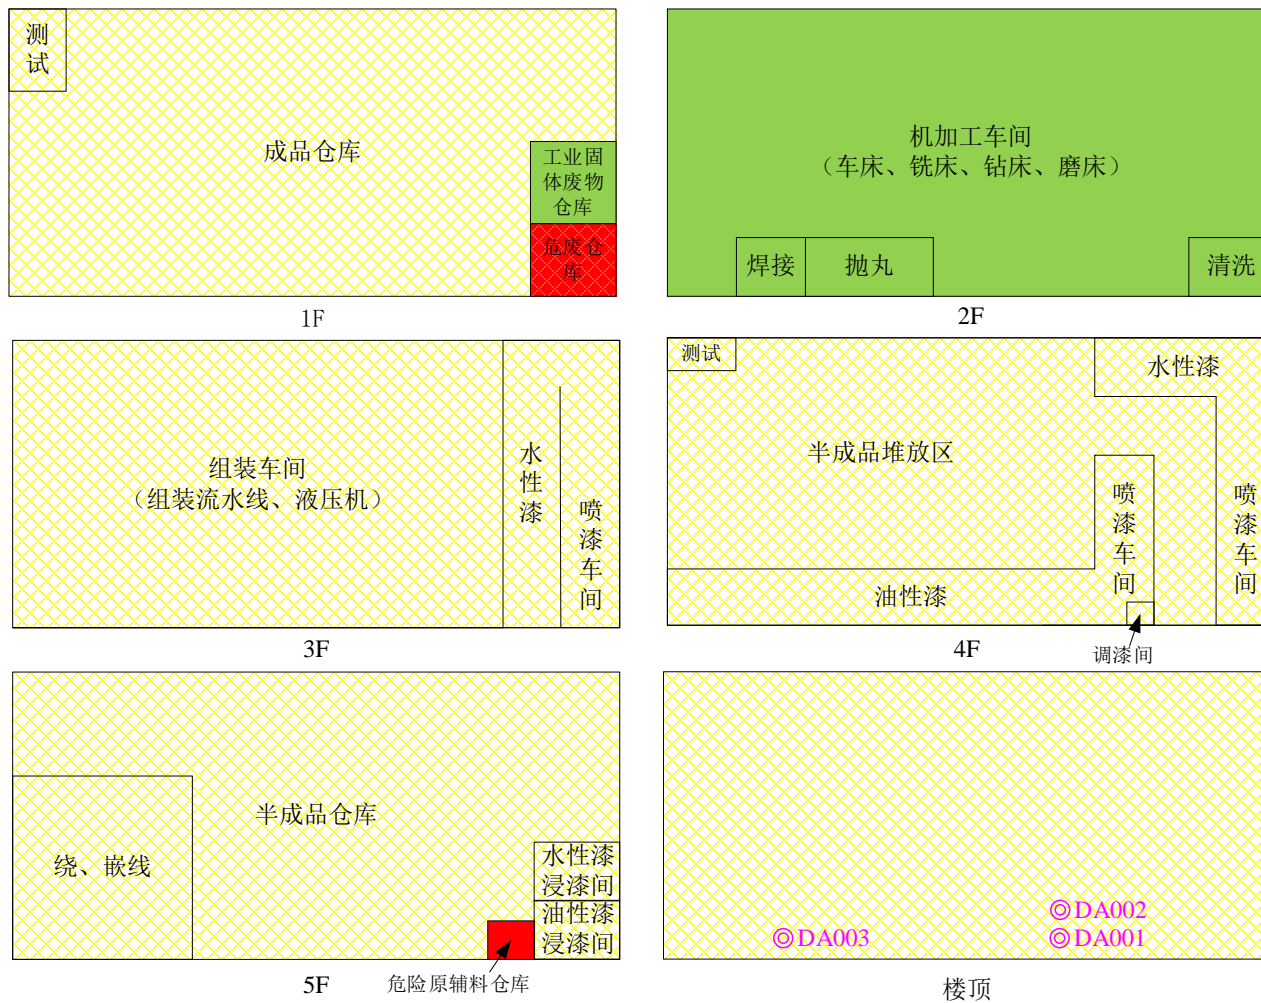 测
试
成品仓库
工业固
体废物
仓库
危废仓
库
1F
机加工车间
（车床、铣床、钻床、磨床）
焊接
抛丸
清洗
2F
组装车间
（组装流水线、液压机）
水
性
漆
喷
漆
车
间
3F
测试
水性漆
半成品堆放区
喷
漆
车
间
喷
漆
车
间
油性漆
4F
调漆间
半成品仓库
绕、嵌线
水性漆
浸漆间
油性漆
浸漆间
5F
危险原辅料仓库
◎DA002
◎DA003
◎DA001
楼顶